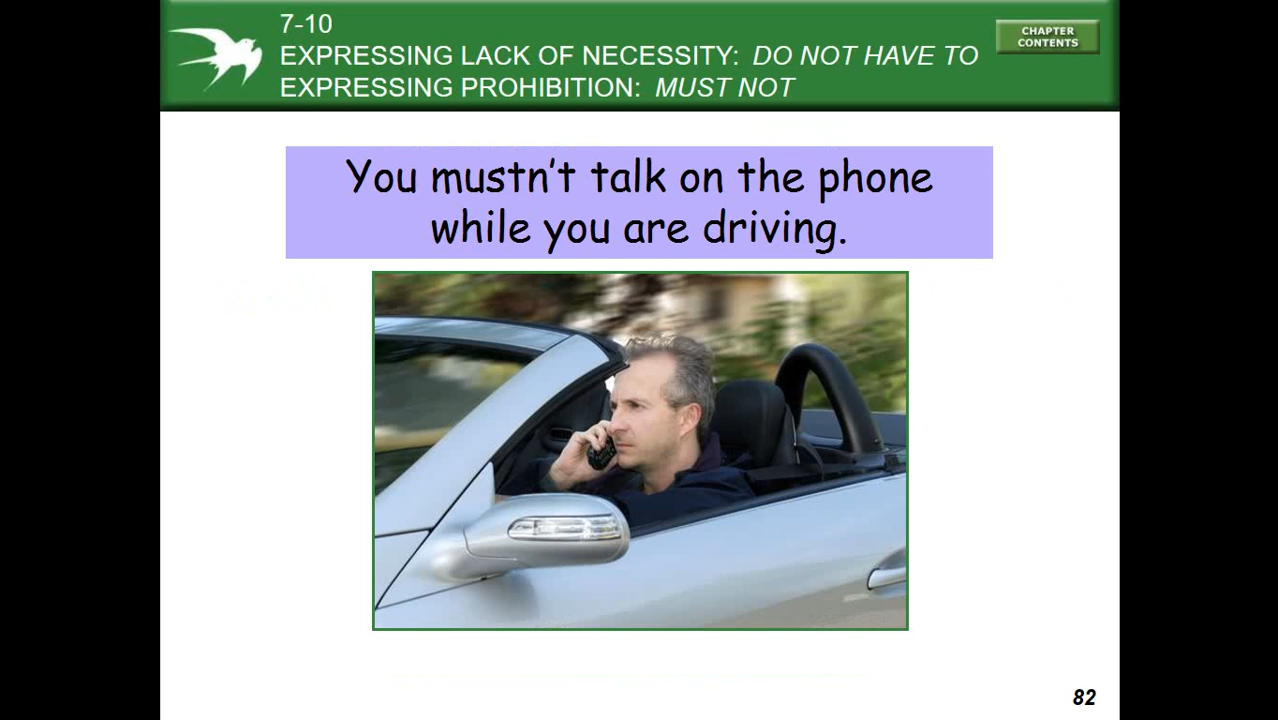 7-10
EXPRESSING LACK OF NECESSITY: DO NOT HAVE TO
EXPRESSING PROHIBITION: MUST NOT
CHAPTER
CONTENTS
You mustn't talk on the phone
while you are driving.
82